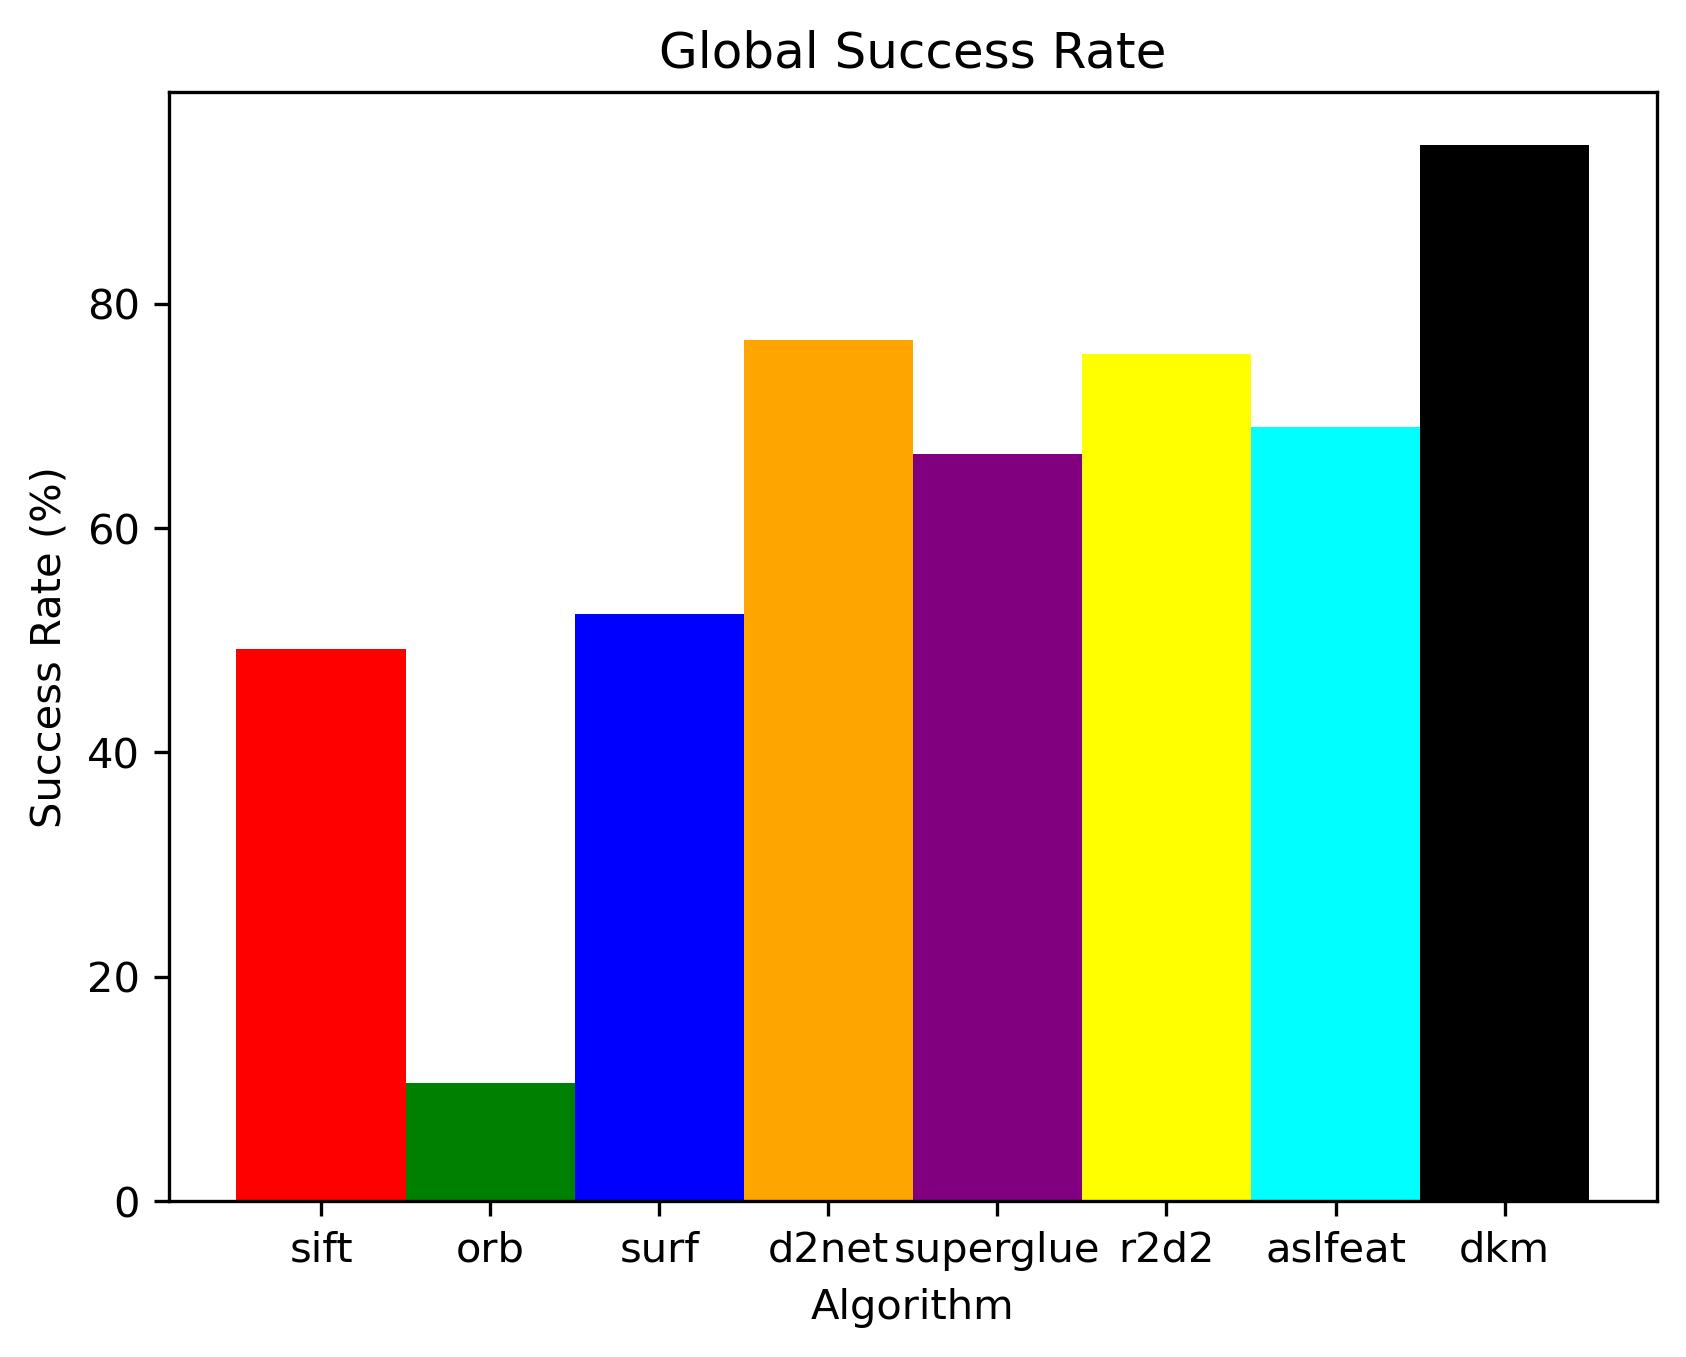 Global Success Rate
Success Rate (%)
80
60
40
20
0
sift orb surf d2net superglue r2d2 aslfeat dkm
Algorithm